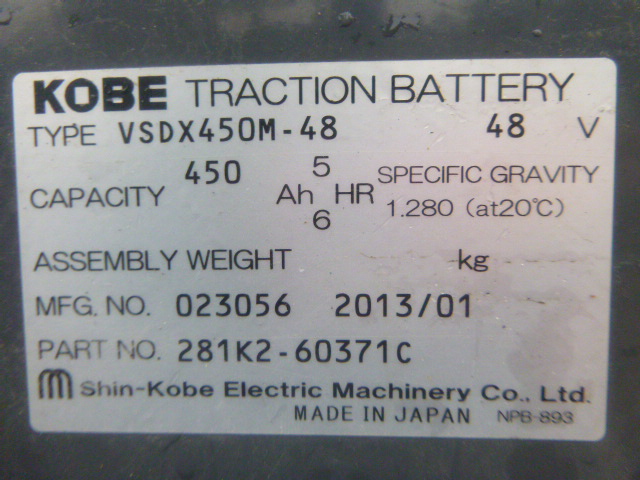 KOBE TRACTION BATTERY
TYPE VSDX450M-48 48 V
CAPACITY 450 Ah 5 HR SPECIFIC GRAVITY
6 1.280 (at20℃)
ASSEMBLY WEIGHT kg
MFG. NO. 023056 2013/01
PART NO. 281K2-60371C
Shin-Kobe Electric Machinery Co., Ltd.
MADE IN JAPAN NPB-893